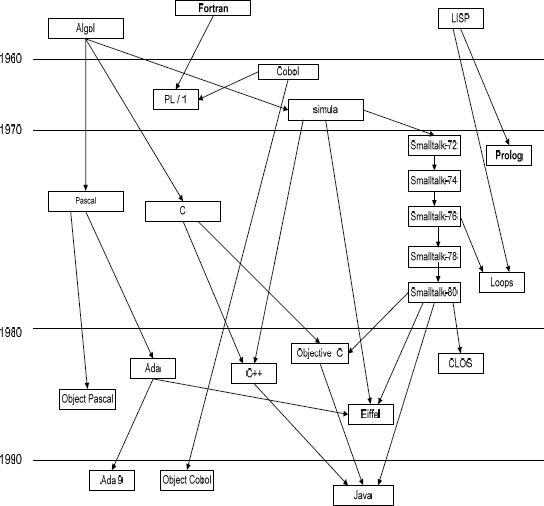 Fortran
LISP
Algol
1960
Cobol
PL / 1
simula
1970
Smalltalk-72
Prolog
Smalltalk-74
Pascal
C
Smalltalk-76
Smalltalk-78
Loops
Smalltalk-80
1980
Objective C
CLOS
Ada
C++
Object Pascal
Eiffel
1990
Ada 9
Object Cobol
Java